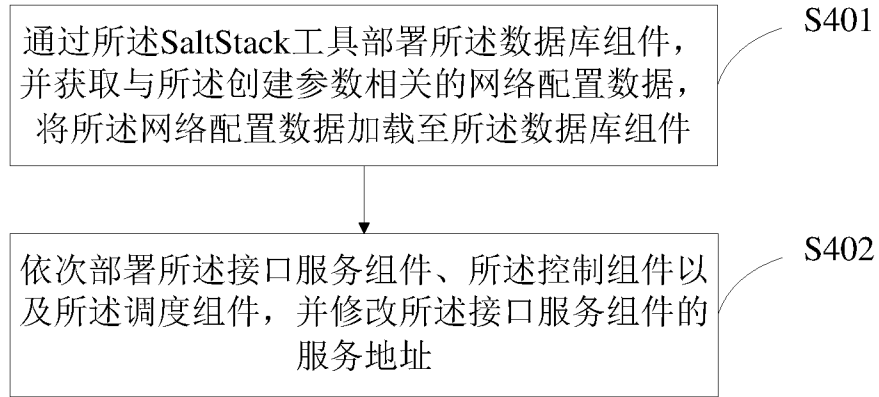 通过所述SaltStack工具部署所述数据库组件，
并获取与所述创建参数相关的网络配置数据，
将所述网络配置数据加载至所述数据库组件
S401
依次部署所述接口服务组件、所述控制组件以
及所述调度组件，并修改所述接口服务组件的
服务地址
S402